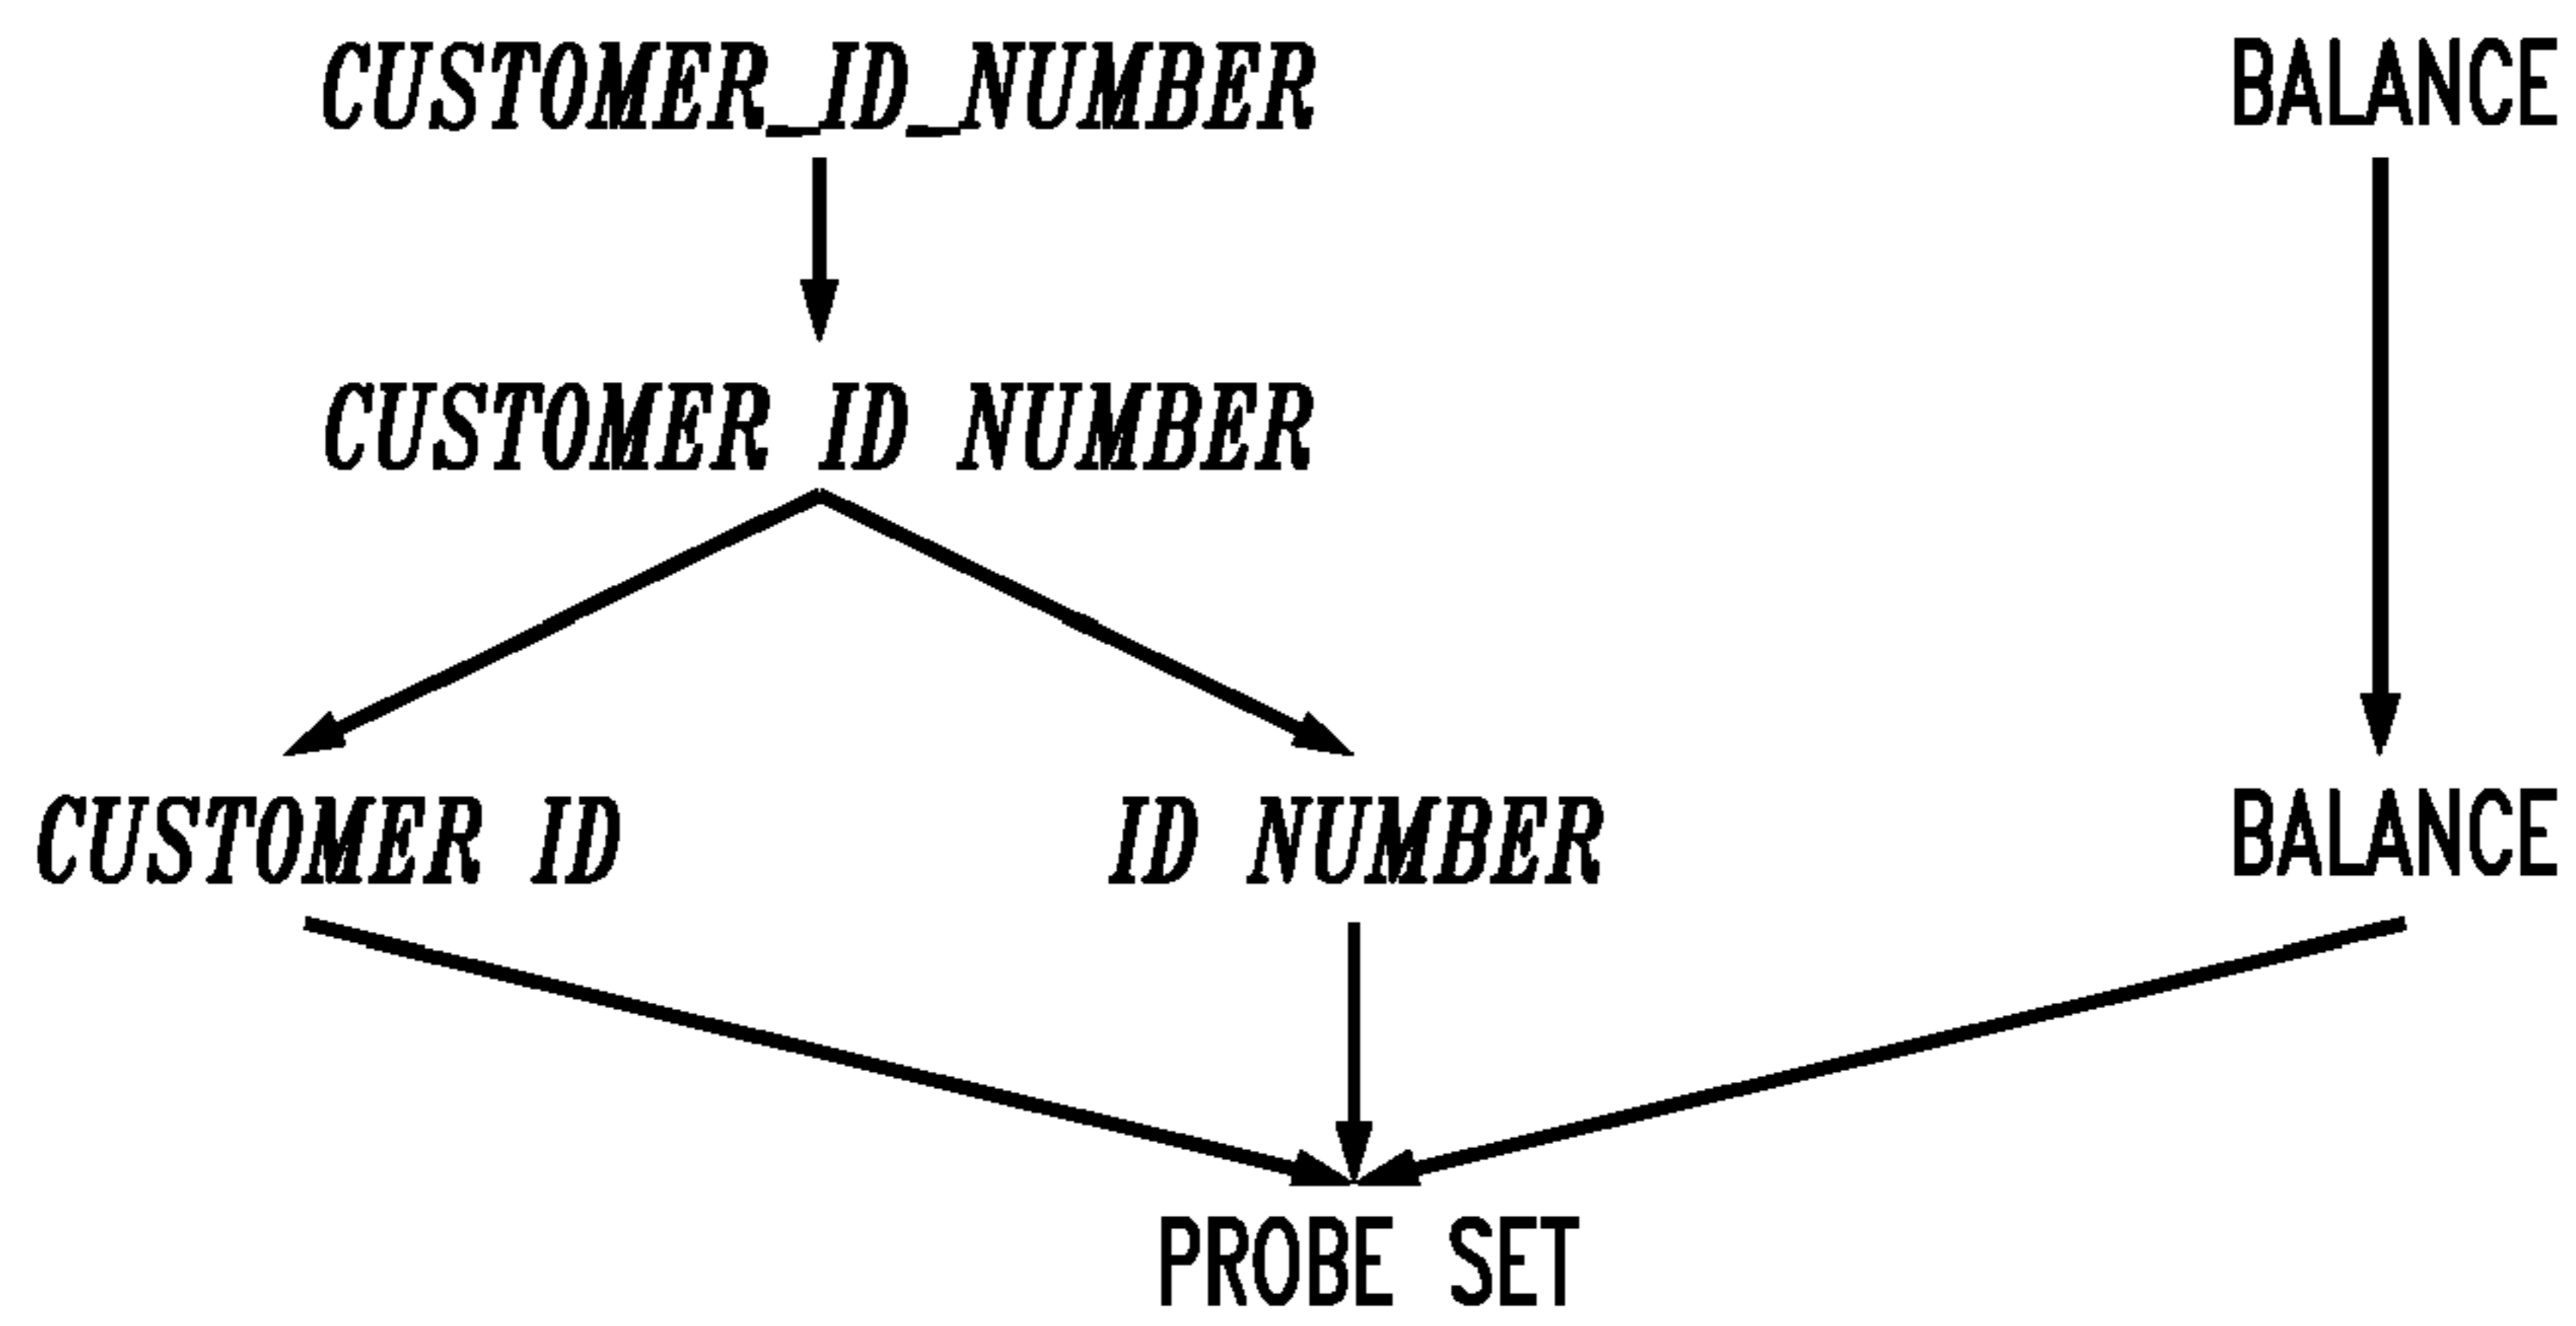 CUSTOMER_ID_NUMBER BALANCE
CUSTOMER ID NUMBER
CUSTOMER ID ID NUMBER BALANCE
PROBE SET